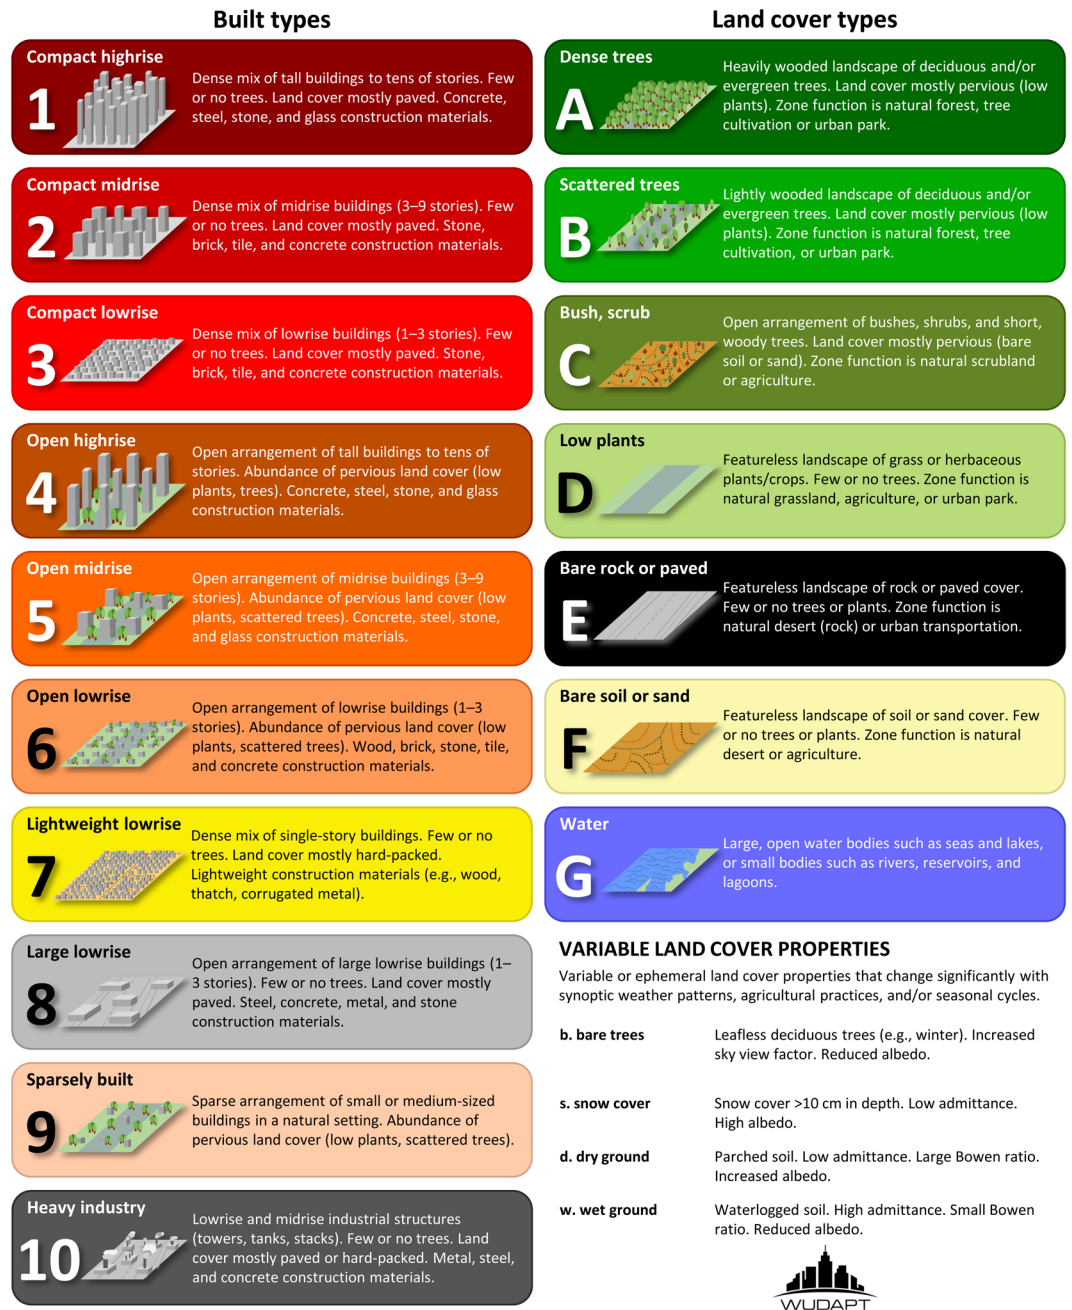 Built types
Compact highrise
1
Dense mix of tall buildings to tens of stories. Few
or no trees. Land cover mostly paved. Concrete,
steel, stone, and glass construction materials.
Compact midrise
2
Dense mix of midrise buildings (3–9 stories). Few
or no trees. Land cover mostly paved. Stone,
brick, tile, and concrete construction materials.
Compact lowrise
3
Dense mix of lowrise buildings (1–3 stories). Few
or no trees. Land cover mostly paved. Stone,
brick, tile, and concrete construction materials.
Open highrise
4
Open arrangement of tall buildings to tens of
stories. Abundance of pervious land cover (low
plants, trees). Concrete, steel, stone, and glass
construction materials.
Open midrise
5
Open arrangement of midrise buildings (3–9
stories). Abundance of pervious land cover (low
plants, scattered trees). Concrete, steel, stone,
and glass construction materials.
Open lowrise
6
Open arrangement of lowrise buildings (1–3
stories). Abundance of pervious land cover (low
plants, scattered trees). Wood, brick, stone, tile,
and concrete construction materials.
Lightweight lowrise
7
Dense mix of single-story buildings. Few or no
trees. Land cover mostly hard-packed.
Lightweight construction materials (e.g., wood,
thatch, corrugated metal).
Large lowrise
8
Open arrangement of large lowrise buildings (1–
3 stories). Few or no trees. Land cover mostly
paved. Steel, concrete, metal, and stone
construction materials.
Sparsely built
9
Sparse arrangement of small or medium-sized
buildings in a natural setting. Abundance of
pervious land cover (low plants, scattered trees).
Heavy industry
10
Lowrise and midrise industrial structures
(towers, tanks, stacks). Few or no trees. Land
cover mostly paved or hard-packed. Metal, steel,
and concrete construction materials.
Land cover types
Dense trees
A
Heavily wooded landscape of deciduous and/or
evergreen trees. Land cover mostly pervious (low
plants). Zone function is natural forest, tree
cultivation or urban park.
Scattered trees
B
Lightly wooded landscape of deciduous and/or
evergreen trees. Land cover mostly pervious (low
plants). Zone function is natural forest, tree
cultivation, or urban park.
Bush, scrub
C
Open arrangement of bushes, shrubs, and short,
woody trees. Land cover mostly pervious (bare
soil or sand). Zone function is natural scrubland
or agriculture.
Low plants
D
Featureless landscape of grass or herbaceous
plants/crops. Few or no trees. Zone function is
natural grassland, agriculture, or urban park.
Bare rock or paved
E
Featureless landscape of rock or paved cover.
Few or no trees or plants. Zone function is
natural desert (rock) or urban transportation.
Bare soil or sand
F
Featureless landscape of soil or sand cover. Few
or no trees or plants. Zone function is natural
desert or agriculture.
Water
G
Large, open water bodies such as seas and lakes,
or small bodies such as rivers, reservoirs, and
lagoons.
VARIABLE LAND COVER PROPERTIES
Variable or ephemeral land cover properties that change significantly with
synoptic weather patterns, agricultural practices, and/or seasonal cycles.
b. bare trees
Leafless deciduous trees (e.g., winter). Increased
sky view factor. Reduced albedo.
s. snow cover
Snow cover >10 cm in depth. Low admittance.
High albedo.
d. dry ground
Parched soil. Low admittance. Large Bowen ratio.
Increased albedo.
w. wet ground
Waterlogged soil. High admittance. Small Bowen
ratio. Reduced albedo.
WUDAPT